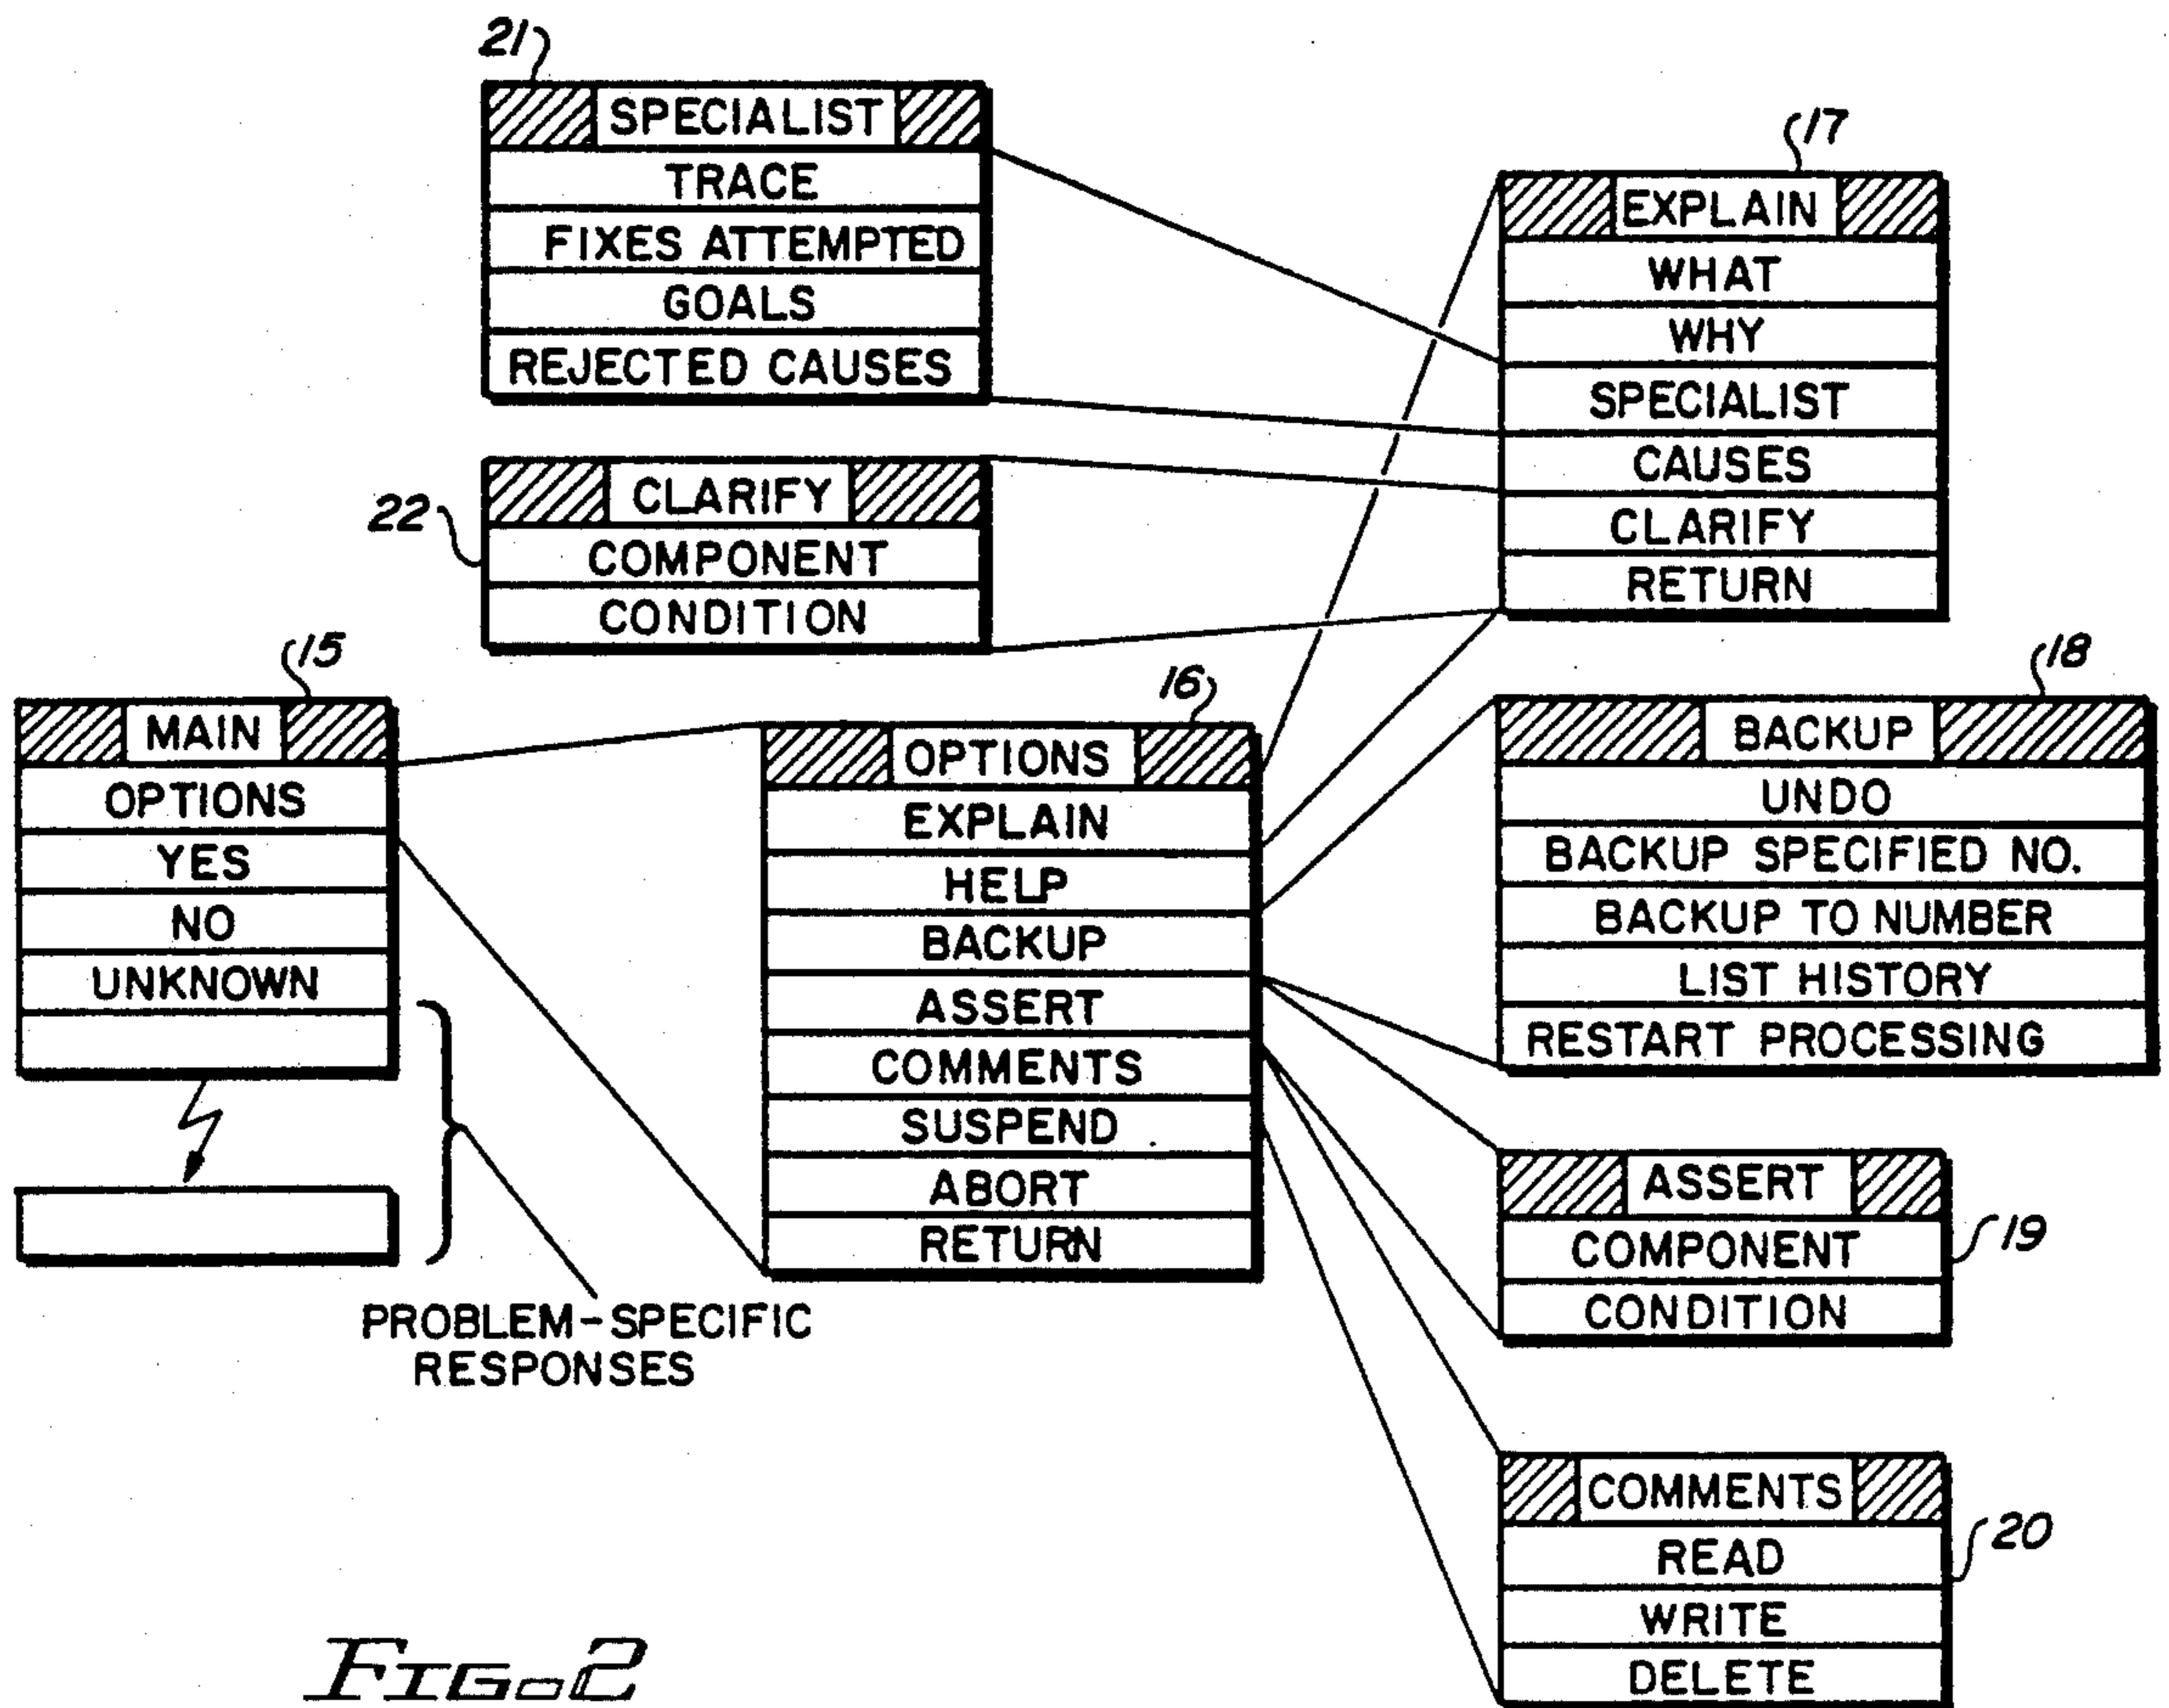 21
SPECIALIST
TRACE
FIXES ATTEMPTED
GOALS
REJECTED CAUSES
22
CLARIFY
COMPONENT
CONDITION
17
EXPLAIN
WHAT
WHY
SPECIALIST
CAUSES
CLARIFY
RETURN
15
MAIN
OPTIONS
YES
NO
UNKNOWN
PROBLEM-SPECIFIC
RESPONSES
16
OPTIONS
EXPLAIN
HELP
BACKUP
ASSERT
COMMENTS
SUSPEND
ABORT
RETURN
18
BACKUP
UNDO
BACKUP SPECIFIED NO.
BACKUP TO NUMBER
LIST HISTORY
RESTART PROCESSING
ASSERT
19
COMPONENT
CONDITION
COMMENTS
20
READ
WRITE
DELETE
FIG. 2